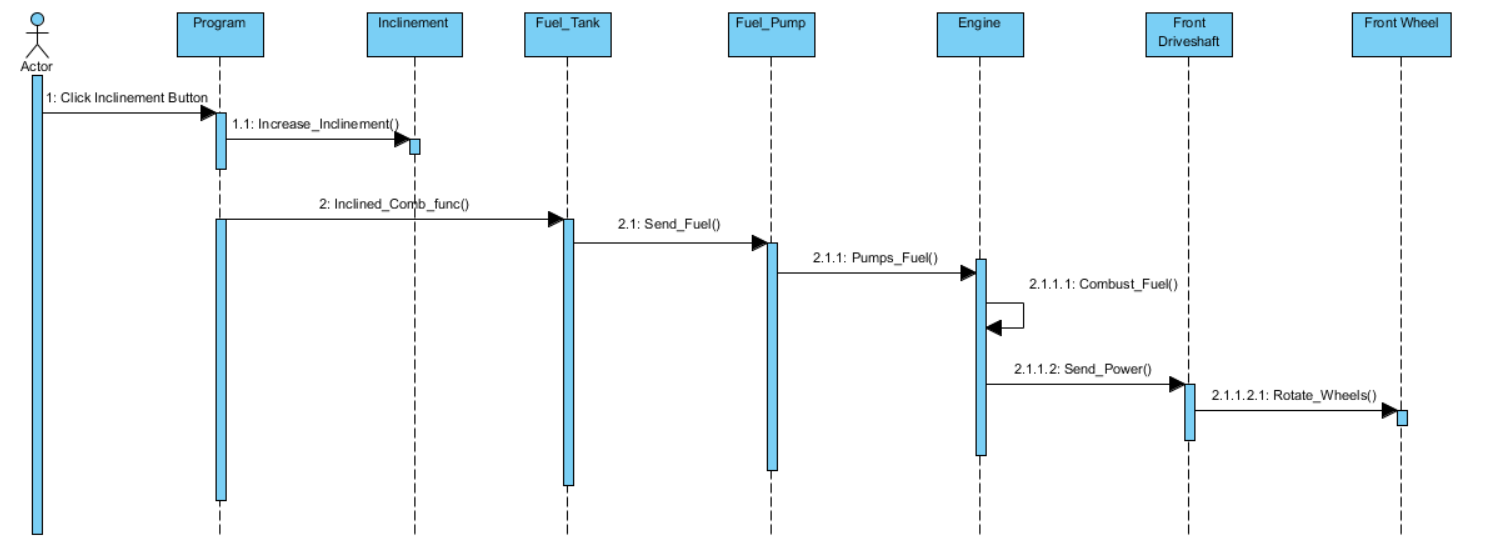 Program
Inclinement
Fuel_Tank
Fuel_Pump
Engine
Front
Driveshaft
Front Wheel
Actor
1: Click Inclinement Button
1.1: Increase_Inclinement()
2: Inclined_Comb_func()
2.1: Send_Fuel()
2.1.1: Pumps_Fuel()
2.1.1.1: Combust_Fuel()
2.1.1.2: Send_Power()
2.1.1.2.1: Rotate_Wheels()